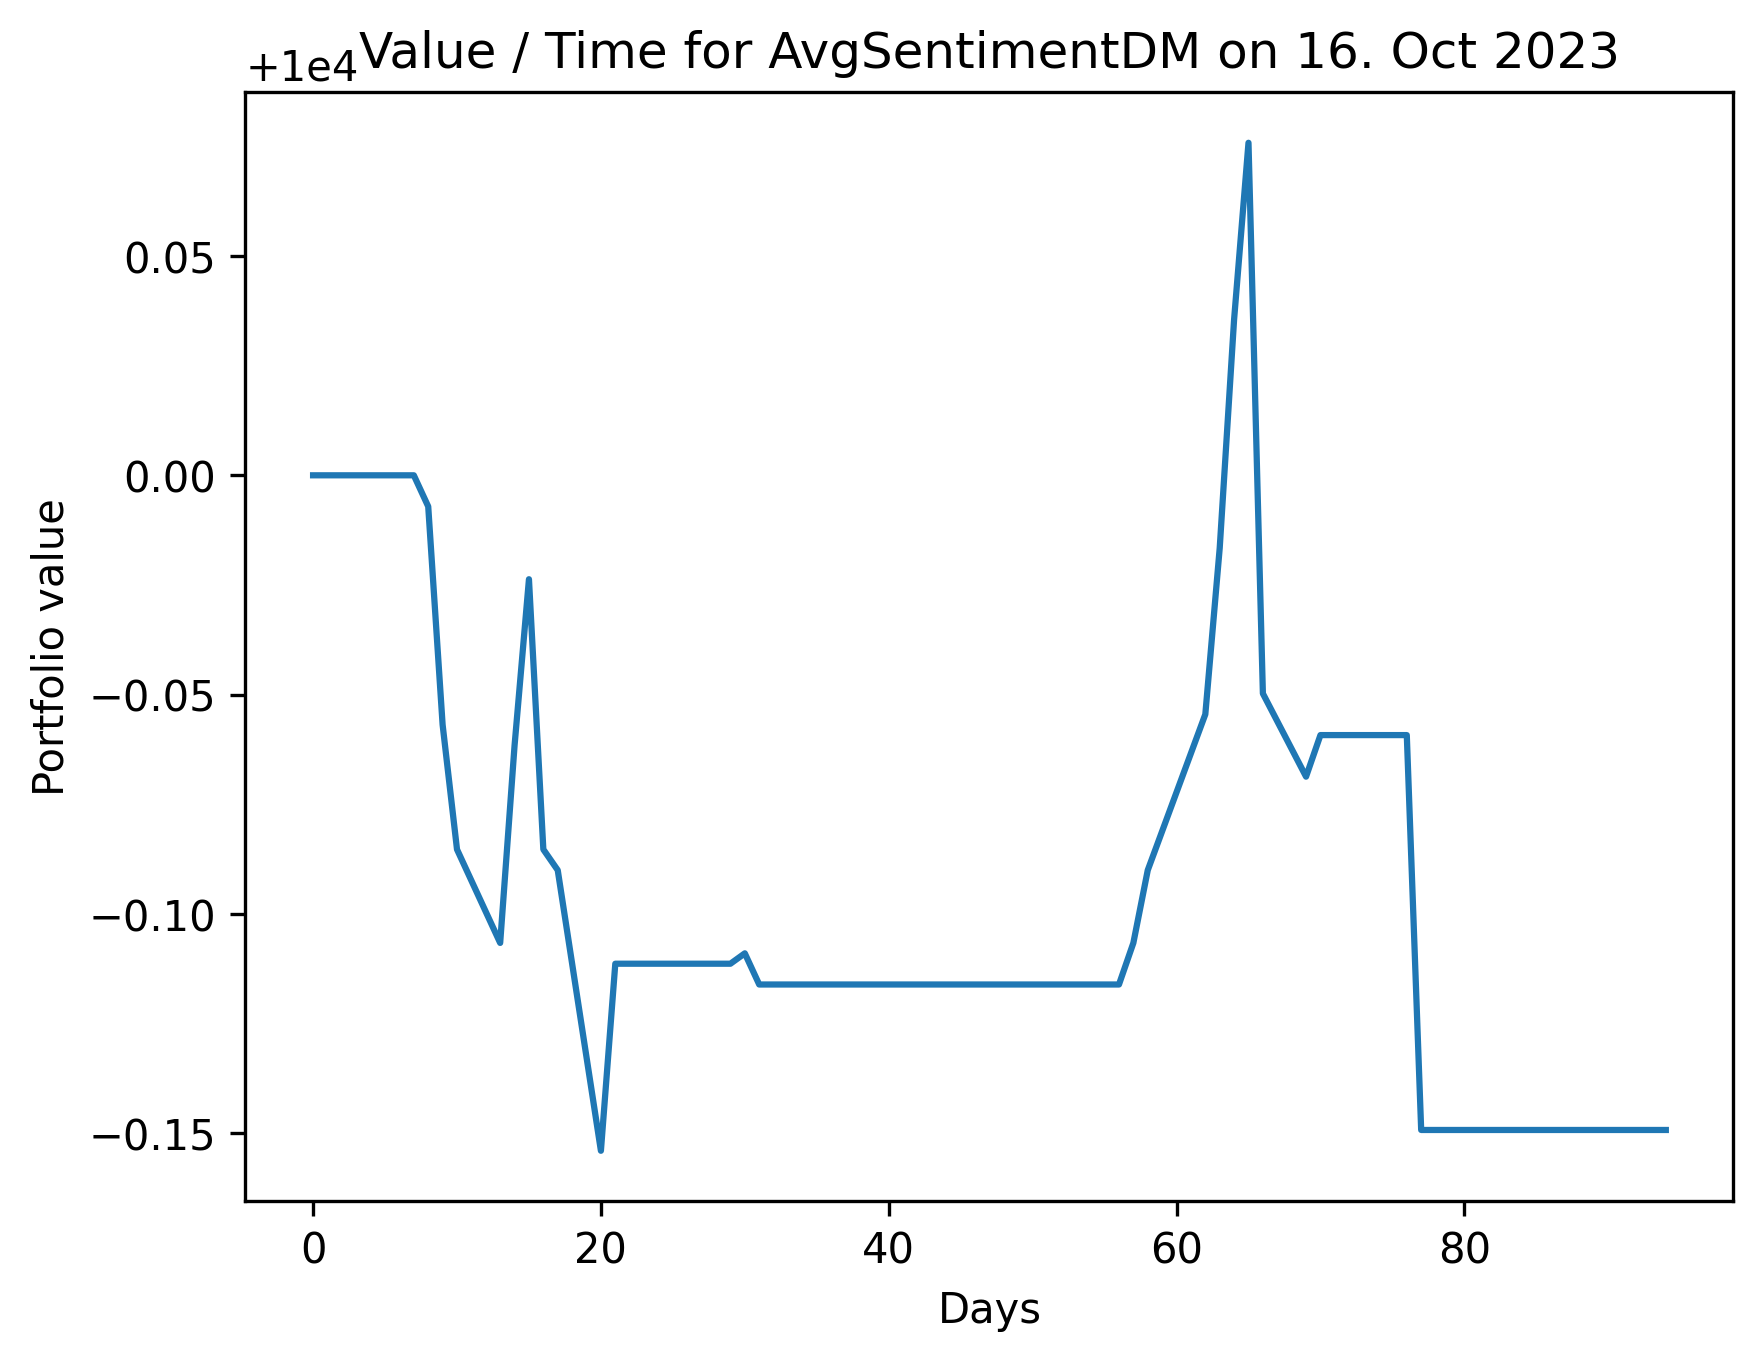 Value / Time for AvgSentimentDM on 16. Oct 2023
+1e4
0.05
0.00
−0.05
−0.10
−0.15
Portfolio value
0 20 40 60 80
Days